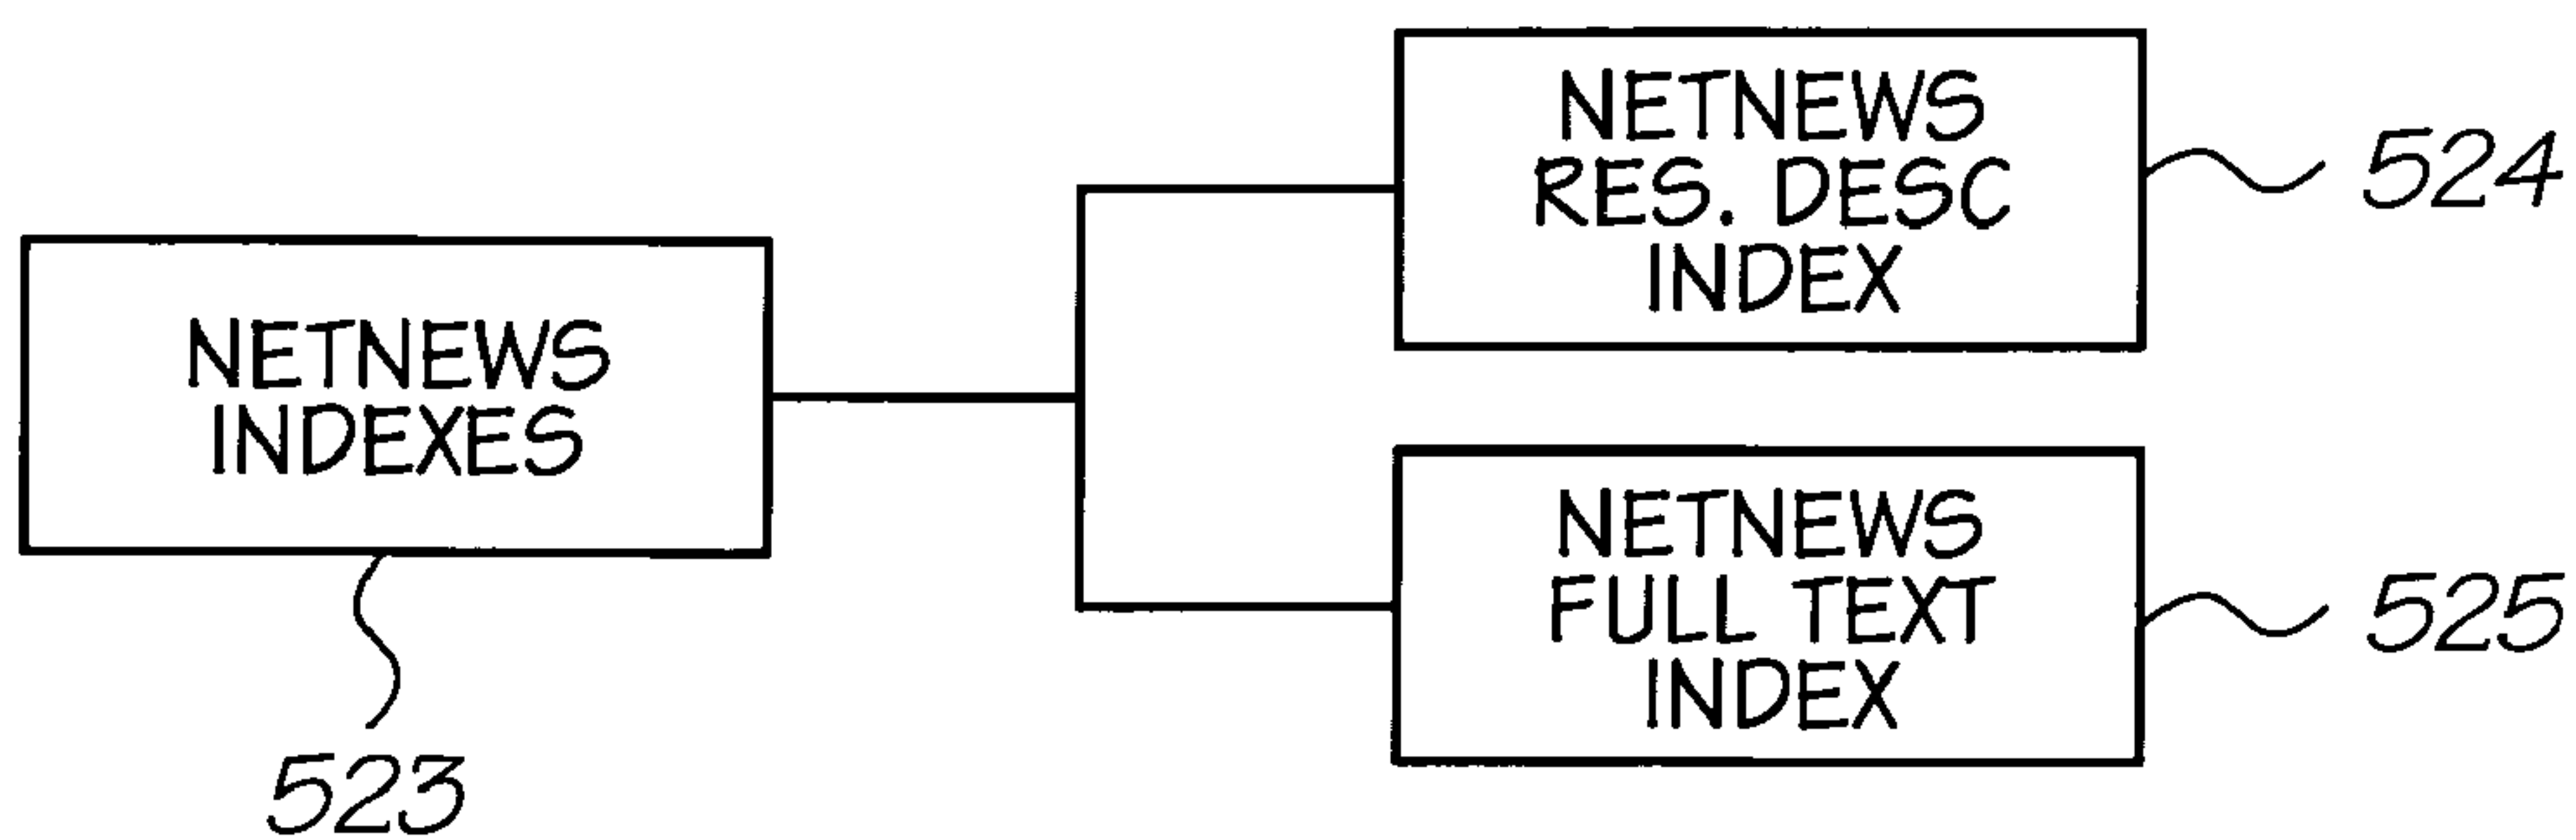 NETNEWS
INDEXES
523
NETNEWS
RES. DESC
INDEX
524
NETNEWS
FULL TEXT
INDEX
525